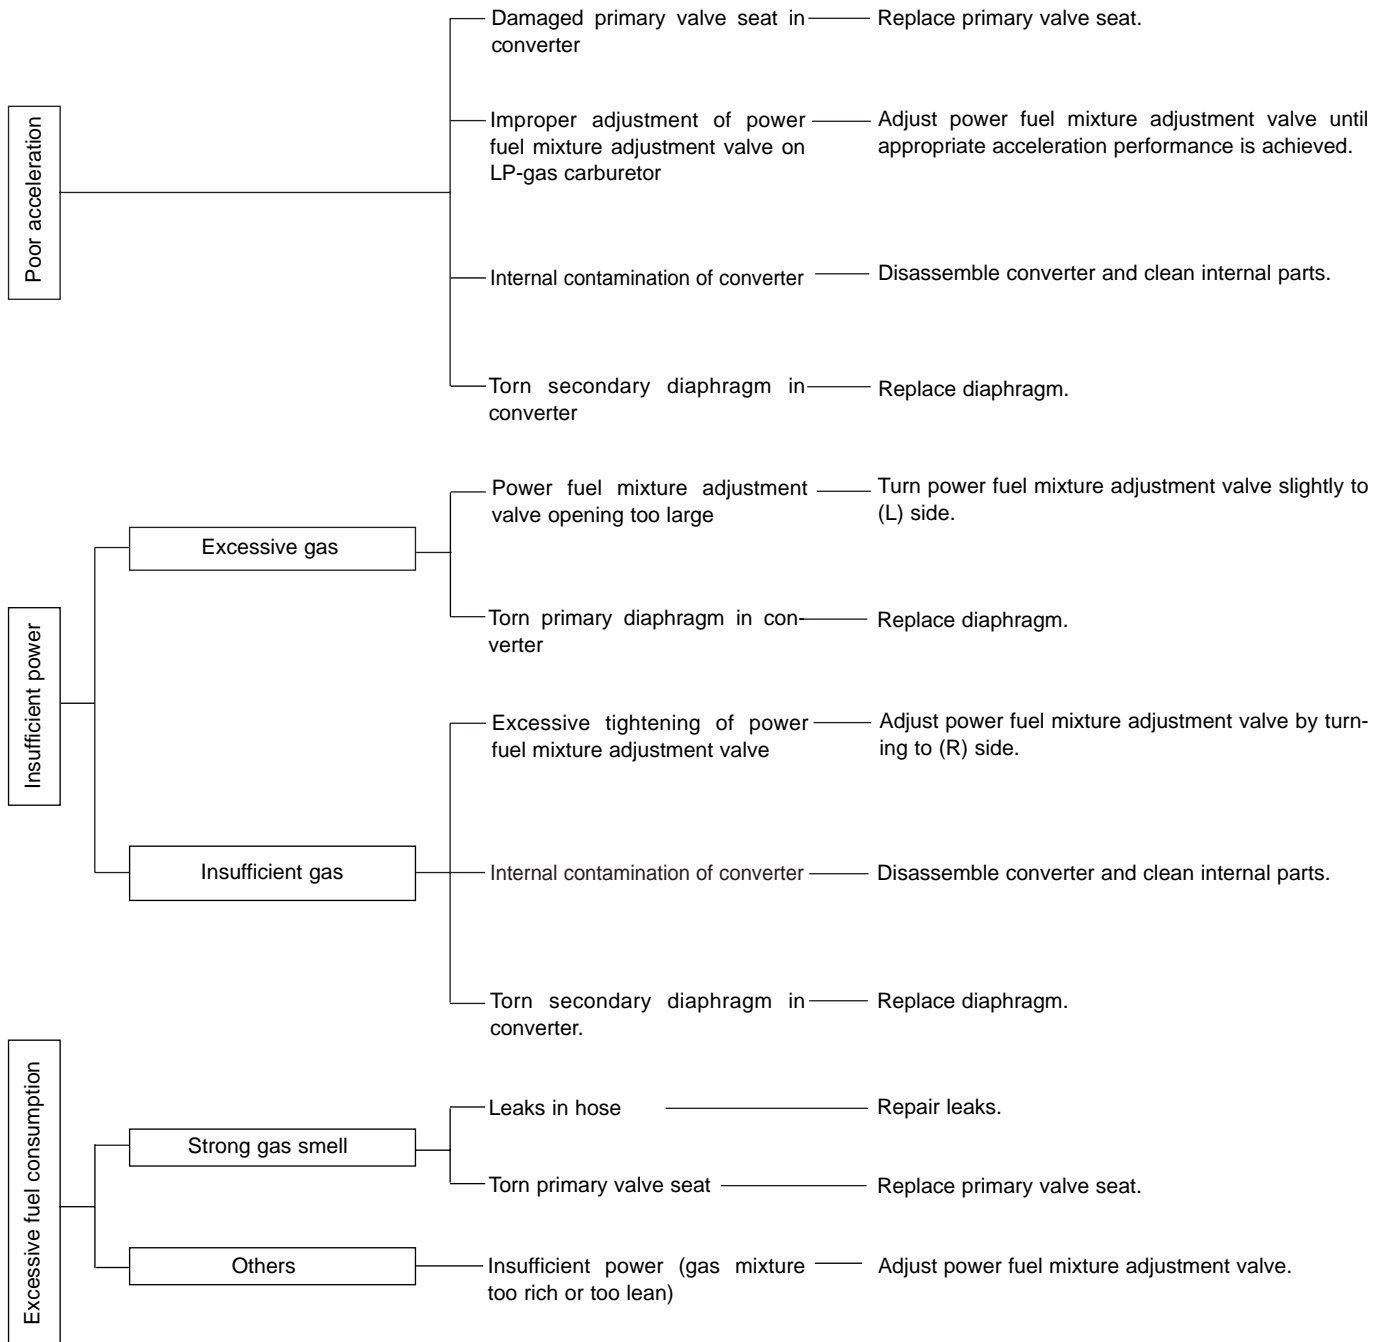 Poor acceleration
Damaged primary valve seat in
converter
Replace primary valve seat.
Improper adjustment of power
fuel mixture adjustment valve on
LP-gas carburetor
Adjust power fuel mixture adjustment valve until
appropriate acceleration performance is achieved.
Internal contamination of converter
Disassemble converter and clean internal parts.
Torn secondary diaphragm in
converter
Replace diaphragm.
Insufficient power
Excessive gas
Power fuel mixture adjustment
valve opening too large
Turn power fuel mixture adjustment valve slightly to
(L) side.
Torn primary diaphragm in con-
verter
Replace diaphragm.
Insufficient gas
Excessive tightening of power
fuel mixture adjustment valve
Adjust power fuel mixture adjustment valve by turn-
ing to (R) side.
Internal contamination of converter
Disassemble converter and clean internal parts.
Torn secondary diaphragm in
converter.
Replace diaphragm.
Excessive fuel consumption
Strong gas smell
Leaks in hose
Repair leaks.
Torn primary valve seat
Replace primary valve seat.
Others
Insufficient power (gas mixture
too rich or too lean)
Adjust power fuel mixture adjustment valve.